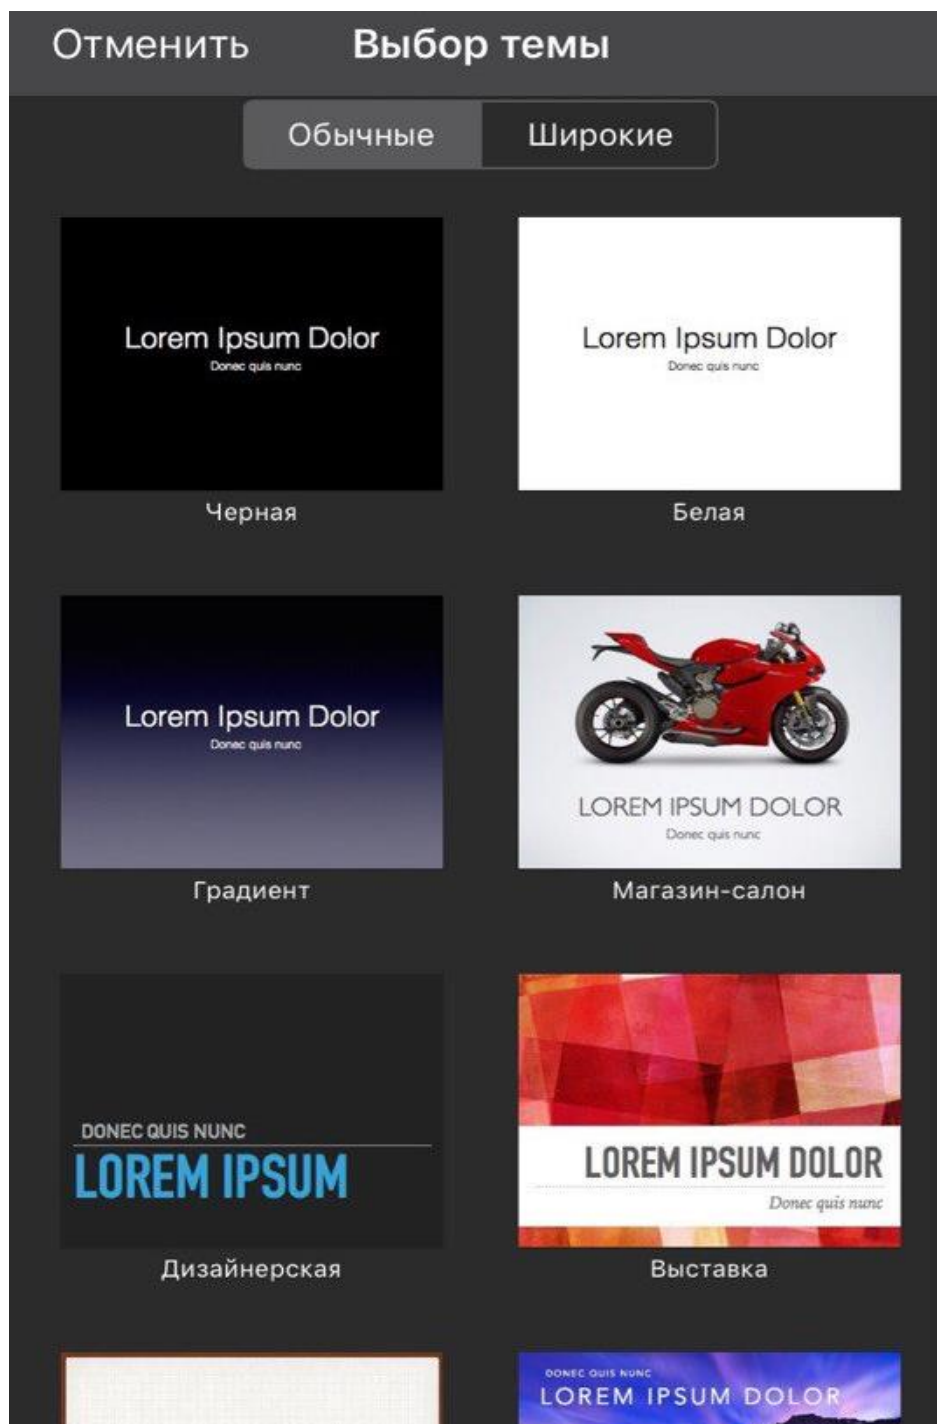 Отменить Выбор темы
Обычные Широкие
Lorem Ipsum Dolor
Donec quis nunc
Черная
Lorem Ipsum Dolor
Donec quis nunc
Белая
Lorem Ipsum Dolor
Donec quis nunc
Градиент
LOREM IPSUM DOLOR
Donec quis nunc
Магазин-салон
DONEC QUIS NUNC
LOREM IPSUM
Дизайнерская
LOREM IPSUM DOLOR
Donec quis nunc
Выставка
DONEC QUIS NUNC
LOREM IPSUM DOLOR